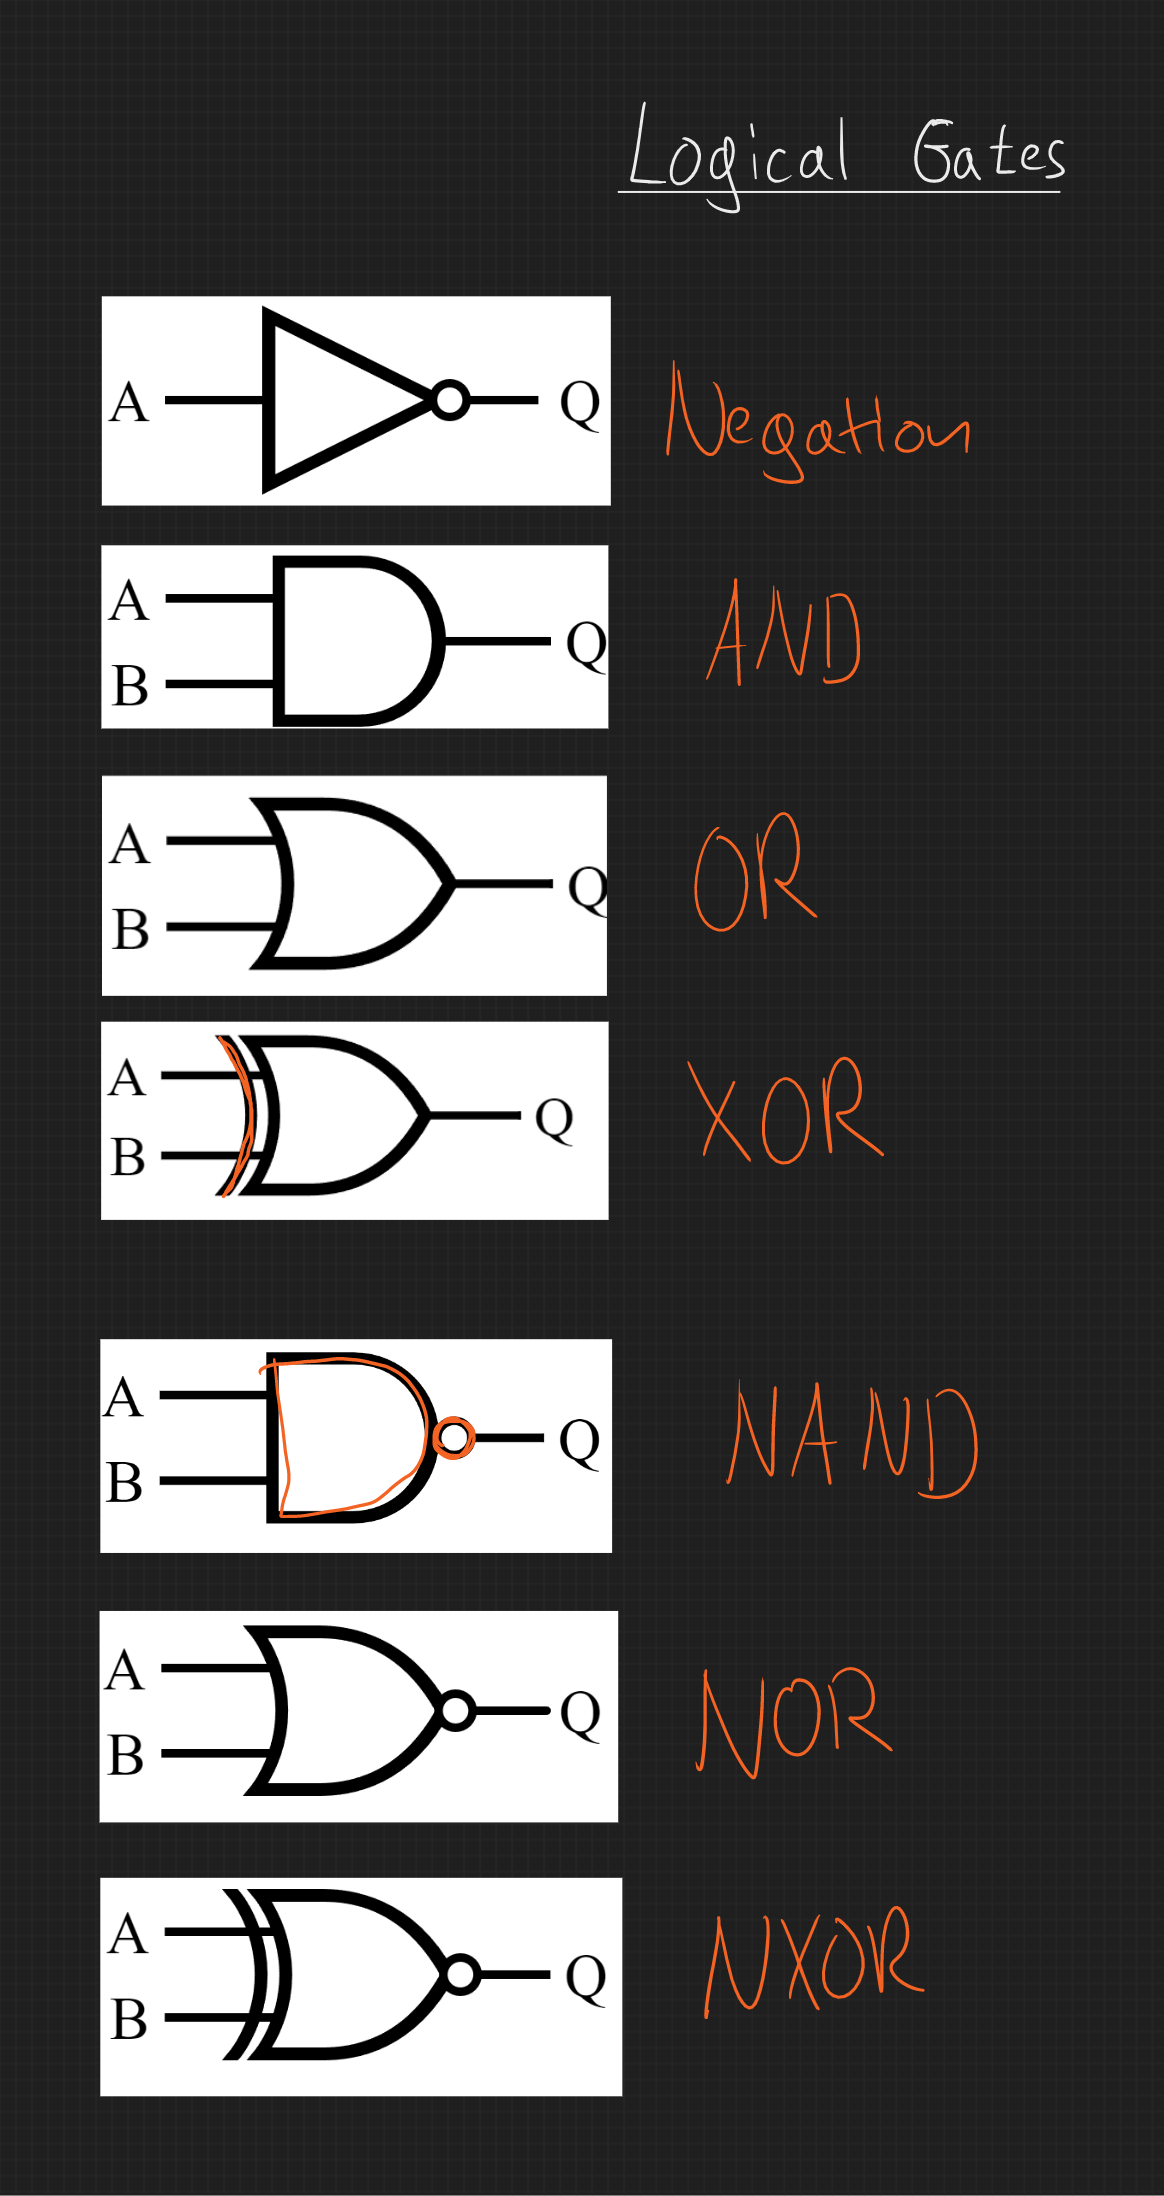 Logical Gates
A Q Negation
A
Q AND
B
A
Q OR
B
A
Q XOR
B
A
Q NAND
B
A
Q NOR
B
A
Q NXOR
B